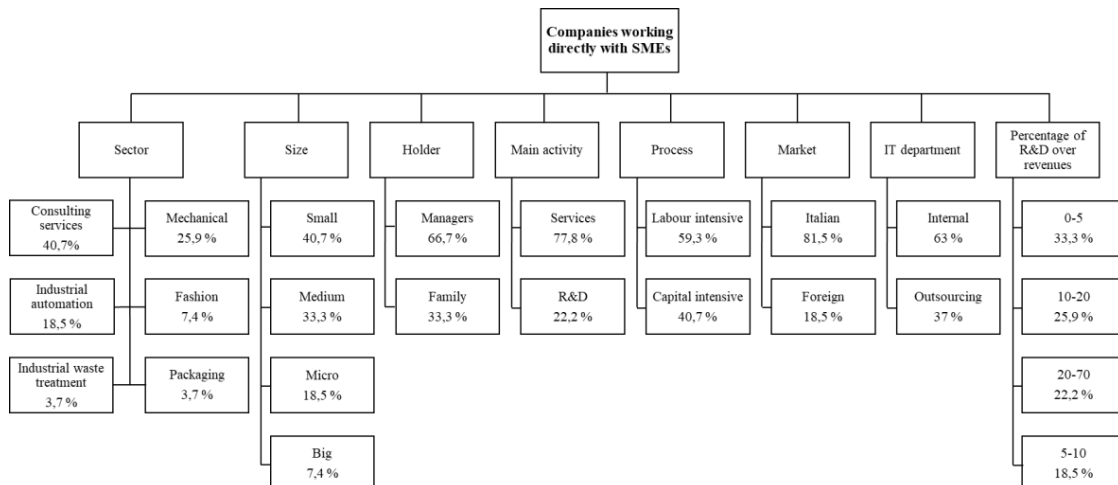 Companies working
directly with SMEs
Sector
Size
Holder
Main activity
Process
Market
IT department
Percentage of
R&D over
revenues
Consulting
services
40,7%
Mechanical
25,9 %
Small
40,7 %
Managers
66,7 %
Services
77,8 %
Labour intensive
59,3 %
Italian
81,5 %
Internal
63 %
0-5
33,3 %
Industrial
automation
18,5 %
Fashion
7,4 %
Medium
33,3 %
Family
33,3 %
R&D
22,2 %
Capital intensive
40,7 %
Foreign
18,5 %
Outsourcing
37 %
10-20
25,9 %
Industrial waste
treatment
3,7 %
Packaging
3,7 %
Micro
18,5 %
20-70
22,2 %
Big
7,4 %
5-10
18,5 %